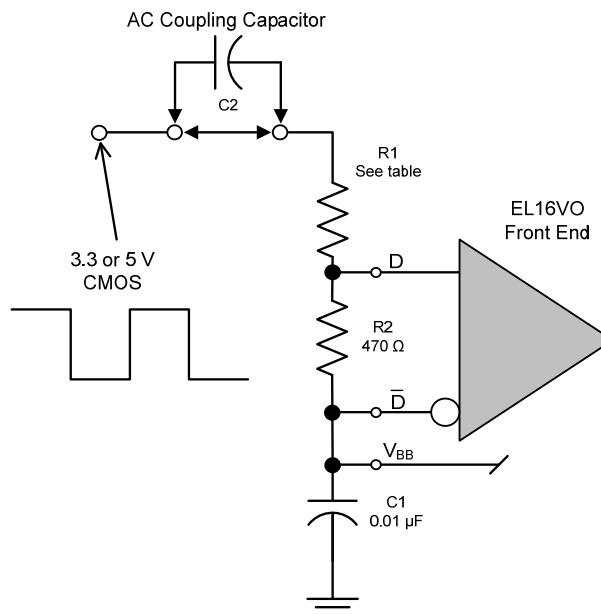 AC Coupling Capacitor
C2
R1
See table
EL16VO
Front End
3.3 or 5 V
CMOS
D
R2
470 Ω
D̅
V_BB
C1
0.01 µF